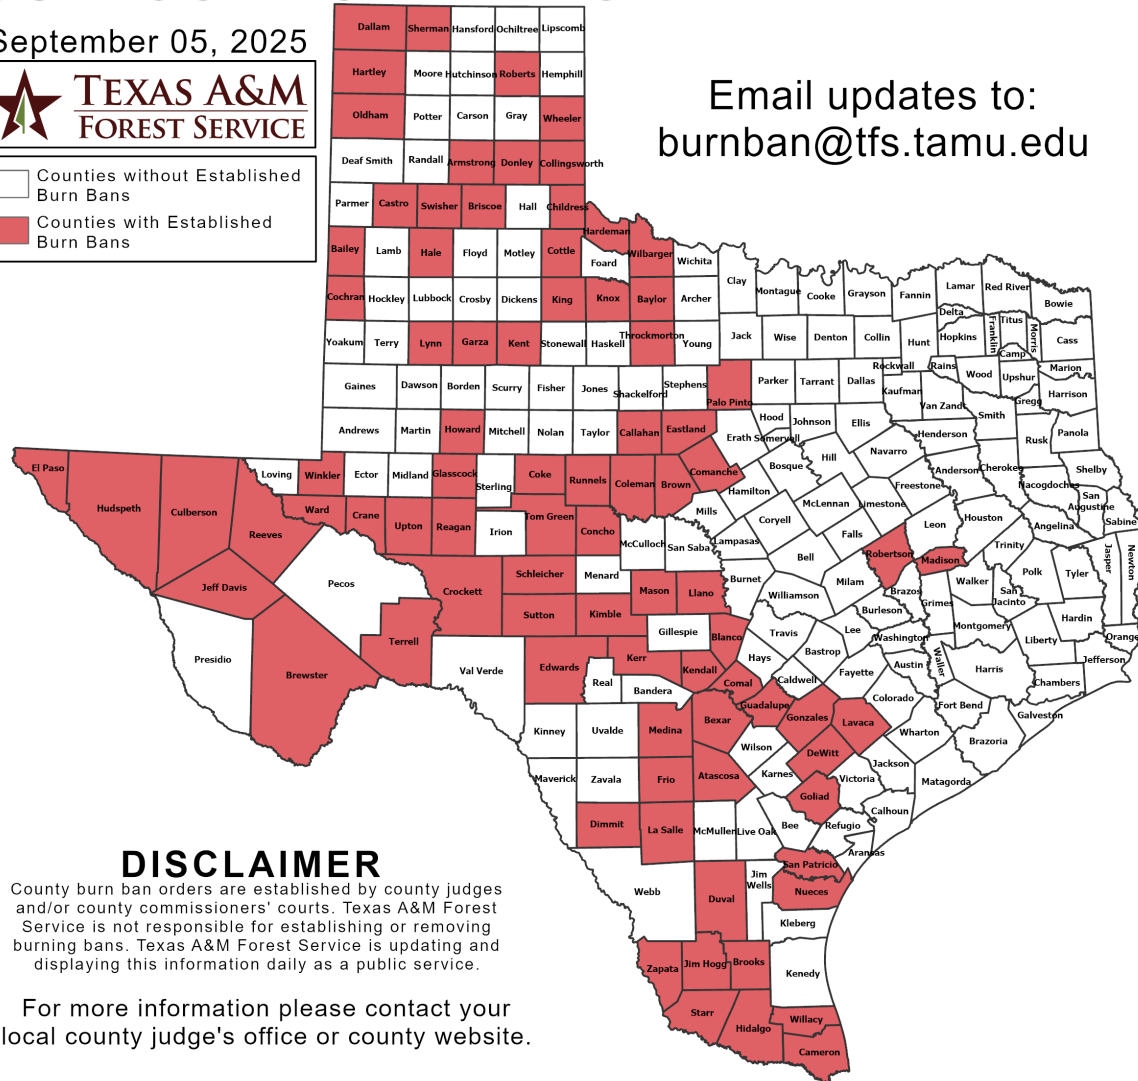 September 05, 2025
TEXAS A&M
FOREST SERVICE
Counties without Established
Burn Bans
Counties with Established
Burn Bans
Email updates to:
burnban@tfs.tamu.edu
Dallam Sherman Hansford Ochiltree Lipscomb
Hartley Moore Hutchinson Roberts Hemphill
Oldham Potter Carson Gray Wheeler
Deaf Smith Randall Armstrong Donley Collingsworth
Parmer Castro Swisher Briscoe Hall Childress
Hardeman
Bailey Lamb Hale Floyd Motley Cottle Foard Wilbarger Wichita
Clay Montague Cooke Grayson Fannin Lamar Red River Bowie
Cochran Hockley Lubbock Crosby Dickens King Knox Baylor Archer
Delta Titus Franklin Morris
Yoakum Terry Lynn Garza Kent Stonewall Haskell Throckmorton Young Jack Wise Denton Collin Hunt Hopkins Camp Cass
Rockwall Rains Wood Upshur Marion
Gaines Dawson Borden Scurry Fisher Jones Shackelford Stephens Palo Pinto Parker Tarrant Dallas Kaufman Van Zandt Smith Gregg Harrison
Andrews Martin Howard Mitchell Nolan Taylor Callahan Eastland Erath Hood Somervell Johnson Ellis Henderson Rusk Panola
El Paso Hudspeth Culberson Reeves Loving Winkler Ector Midland Glasscock Sterling Coke Runnels Coleman Brown Comanche Bosque Hill Navarro Anderson Cherokee Nacogdoches Shelby
Ward Crane Upton Reagan Irion Tom Green Concho McCulloch San Saba Mills Hamilton Coryell McLennan Limestone Freestone Leon Houston Angelina San Augustine Sabine
Lampasas Bell Falls Robertson Madison Trinity Polk Tyler Jasper Newton
Jeff Davis Pecos Crockett Schleicher Menard Mason Llano Burnet Williamson Milam Brazos Grimes Walker San Jacinto
Sutton Kimble Gillespie Blanco Travis Lee Burleson Washington Montgomery Liberty Hardin Orange
Presidio Brewster Terrell Val Verde Edwards Kerr Real Bandera Kendall Comal Hays Bastrop Caldwell Fayette Austin Waller Harris Chambers Jefferson
Kinney Uvalde Medina Bexar Guadalupe Gonzales Lavaca Colorado Wharton Fort Bend Brazoria Galveston
Maverick Zavala Frio Atascosa Wilson Karnes DeWitt Victoria Jackson Matagorda
Dimmit La Salle McMullen Live Oak Bee Goliad Refugio Calhoun Aransas
Webb Duval Jim Wells San Patricio Nueces Kleberg
Zapata Jim Hogg Brooks Kenedy
Starr Hidalgo Willacy Cameron
DISCLAIMER
County burn ban orders are established by county judges
and/or county commissioners' courts. Texas A&M Forest
Service is not responsible for establishing or removing
burning bans. Texas A&M Forest Service is updating and
displaying this information daily as a public service.
For more information please contact your
local county judge's office or county website.